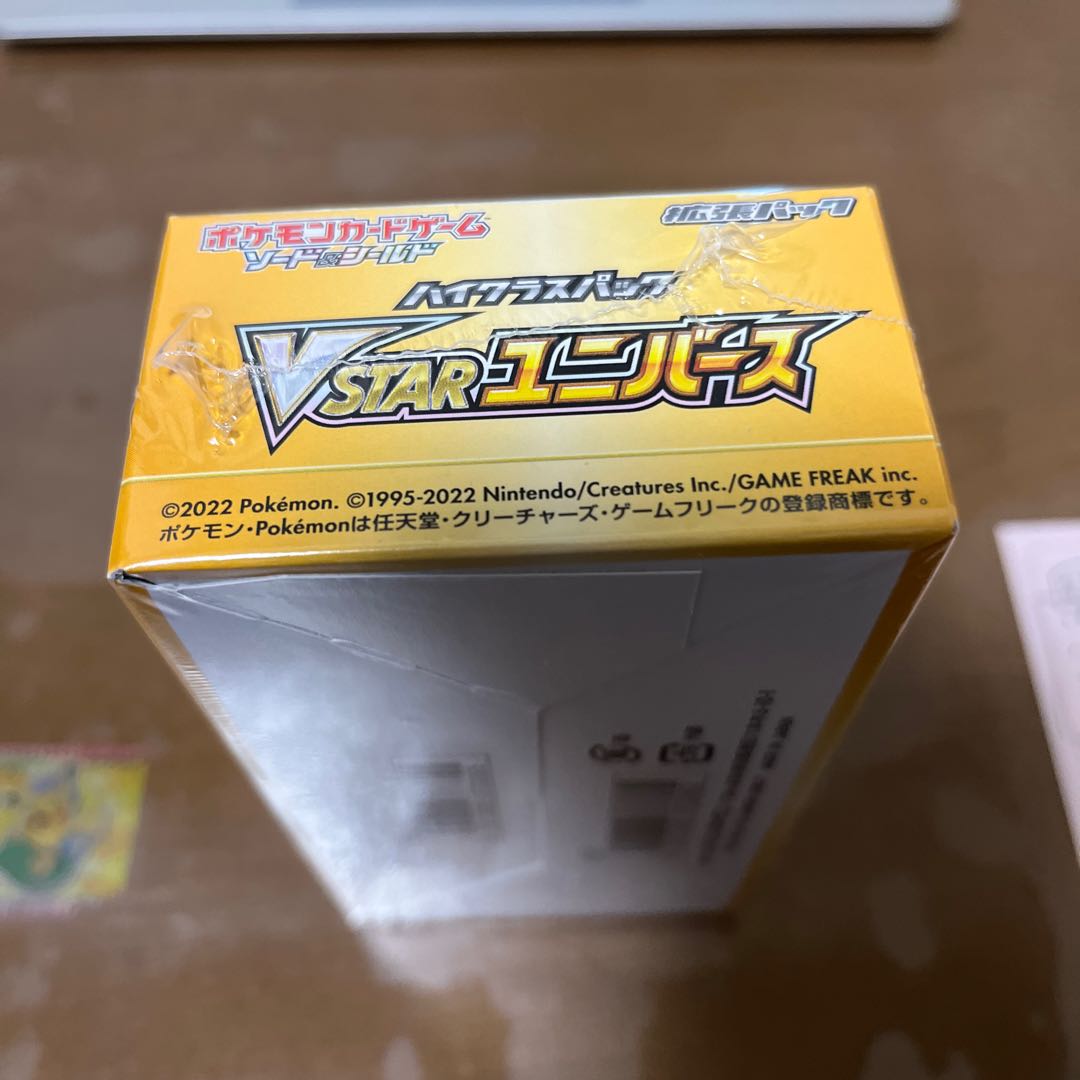 ポケモンカードゲーム
ソード&シールド
拡張パック
ハイクラスパック
VSTARユニバース
©2022 Pokémon. ©1995-2022 Nintendo/Creatures Inc./GAME FREAK inc.
ポケモン・Pokémonは任天堂・クリーチャーズ・ゲームフリークの登録商標です。